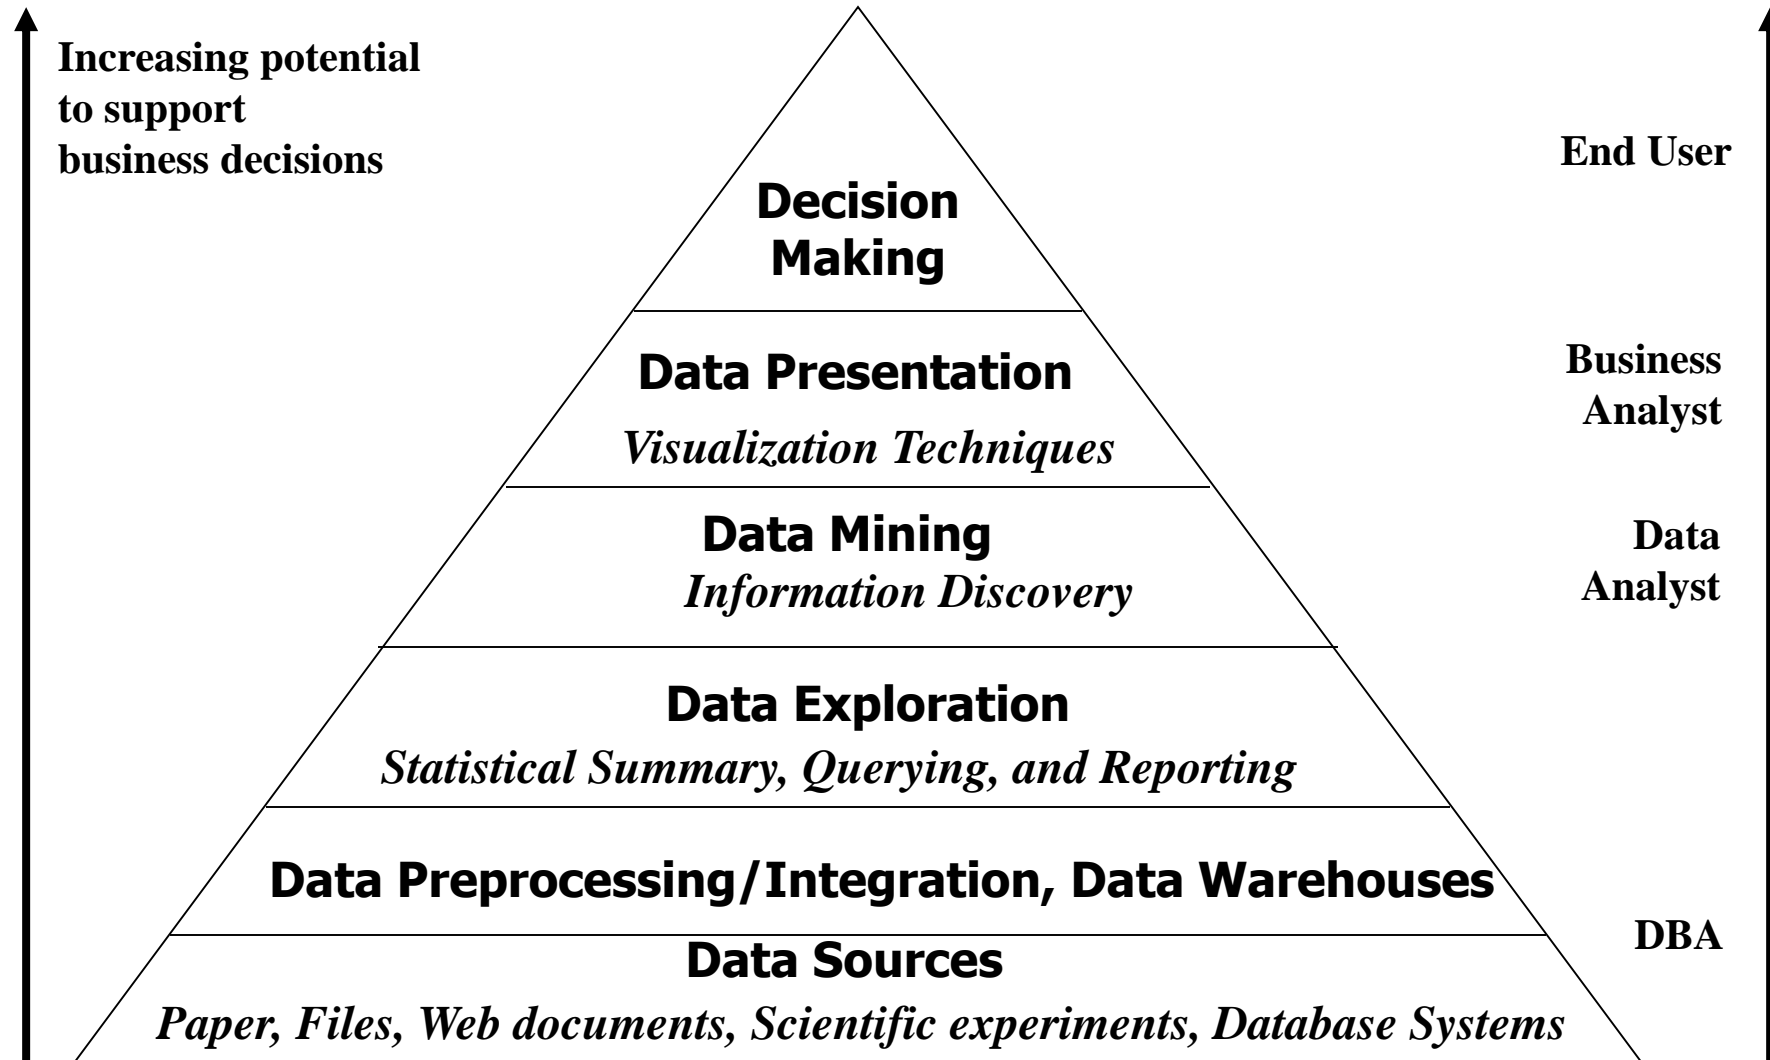 Increasing potential
to support
business decisions
End User
Decision
Making
Data Presentation
Visualization Techniques
Business
Analyst
Data Mining
Information Discovery
Data
Analyst
Data Exploration
Statistical Summary, Querying, and Reporting
Data Preprocessing/Integration, Data Warehouses
DBA
Data Sources
Paper, Files, Web documents, Scientific experiments, Database Systems